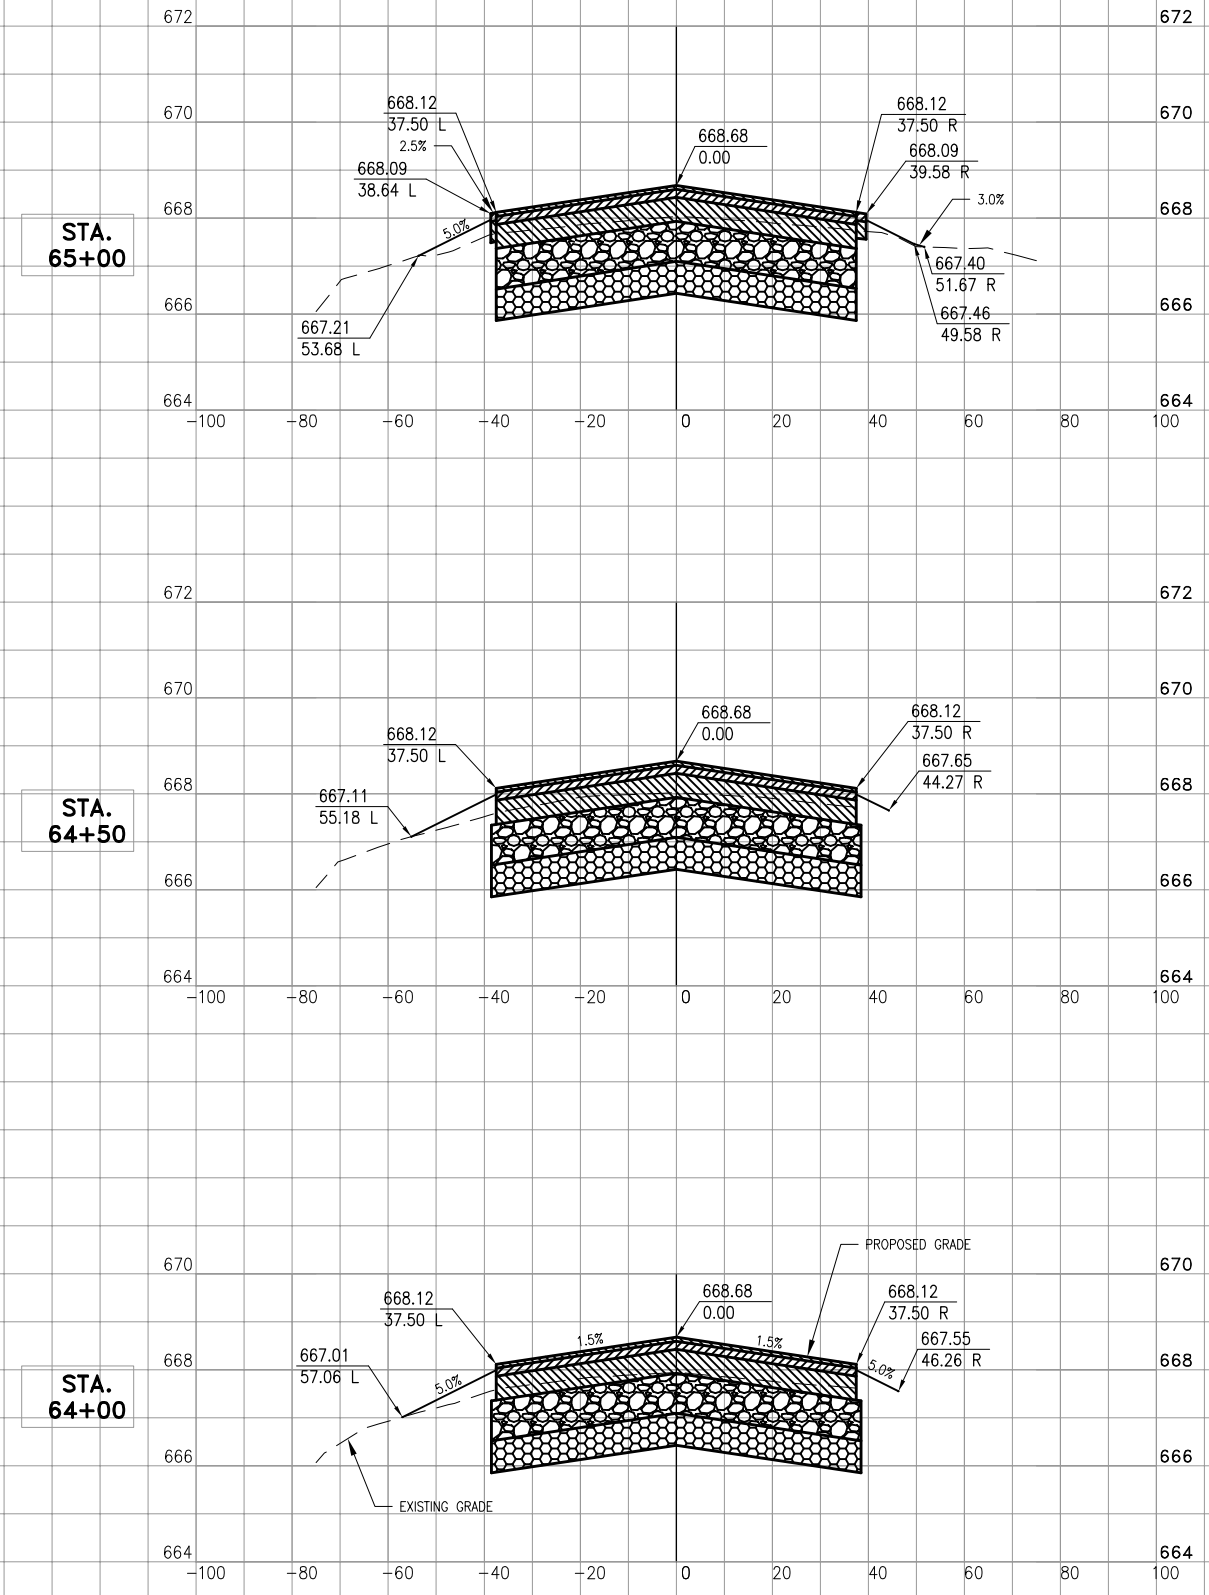 672
672
670
670
668.12
37.50 L
2.5%
668.09
38.64 L
668.68
0.00
668.12
37.50 R
668.09
39.58 R
3.0%
668
668
STA.
65+00
5.0%
667.40
51.67 R
667.46
49.58 R
666
666
667.21
53.68 L
664
664
-100 -80 -60 -40 -20 0 20 40 60 80 100
672
672
670
670
668.12
37.50 L
668.68
0.00
668.12
37.50 R
667.65
44.27 R
668
668
STA.
64+50
667.11
55.18 L
666
666
664
664
-100 -80 -60 -40 -20 0 20 40 60 80 100
PROPOSED GRADE
670
670
668.12
37.50 L
668.68
0.00
668.12
37.50 R
1.5%
1.5%
667.55
46.26 R
667.01
57.06 L
668
668
5.0%
5.0%
STA.
64+00
666
666
EXISTING GRADE
664
664
-100 -80 -60 -40 -20 0 20 40 60 80 100